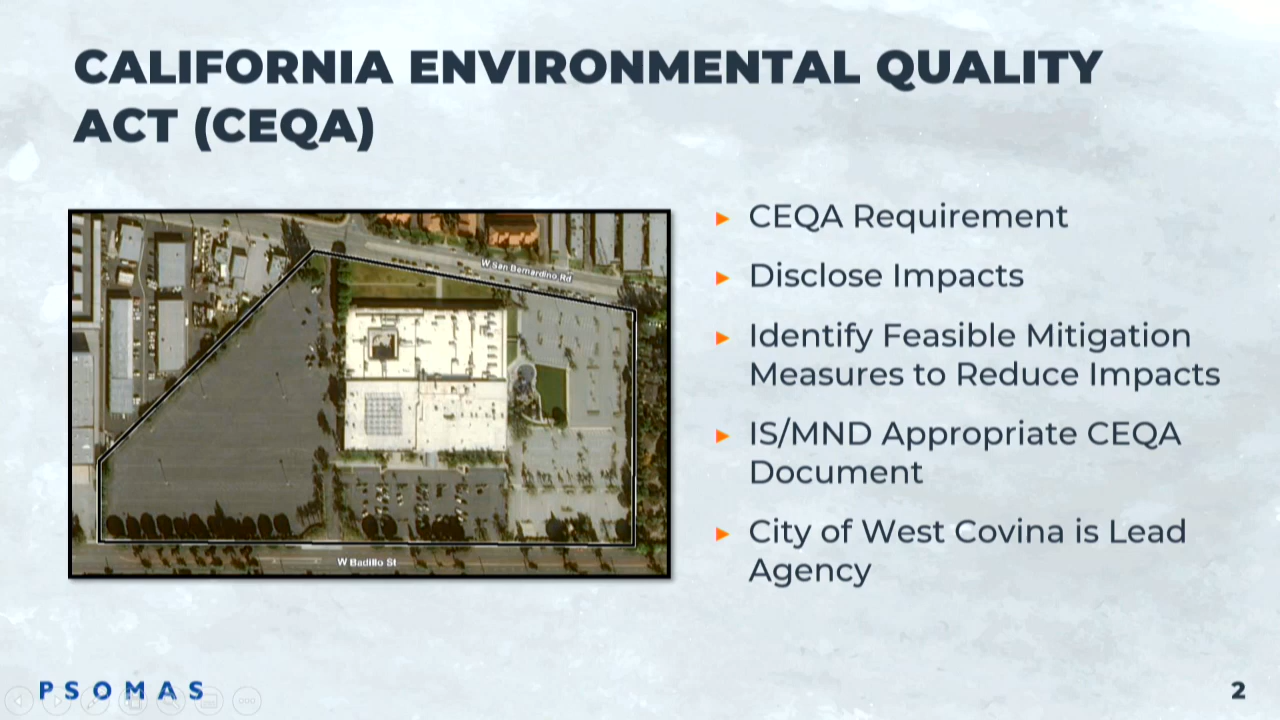 CALIFORNIA ENVIRONMENTAL QUALITY
ACT (CEQA)
W San Bernardino Rd
W Badillo St
CEQA Requirement
Disclose Impacts
Identify Feasible Mitigation
Measures to Reduce Impacts
IS/MND Appropriate CEQA
Document
City of West Covina is Lead
Agency
PSOMAS
2